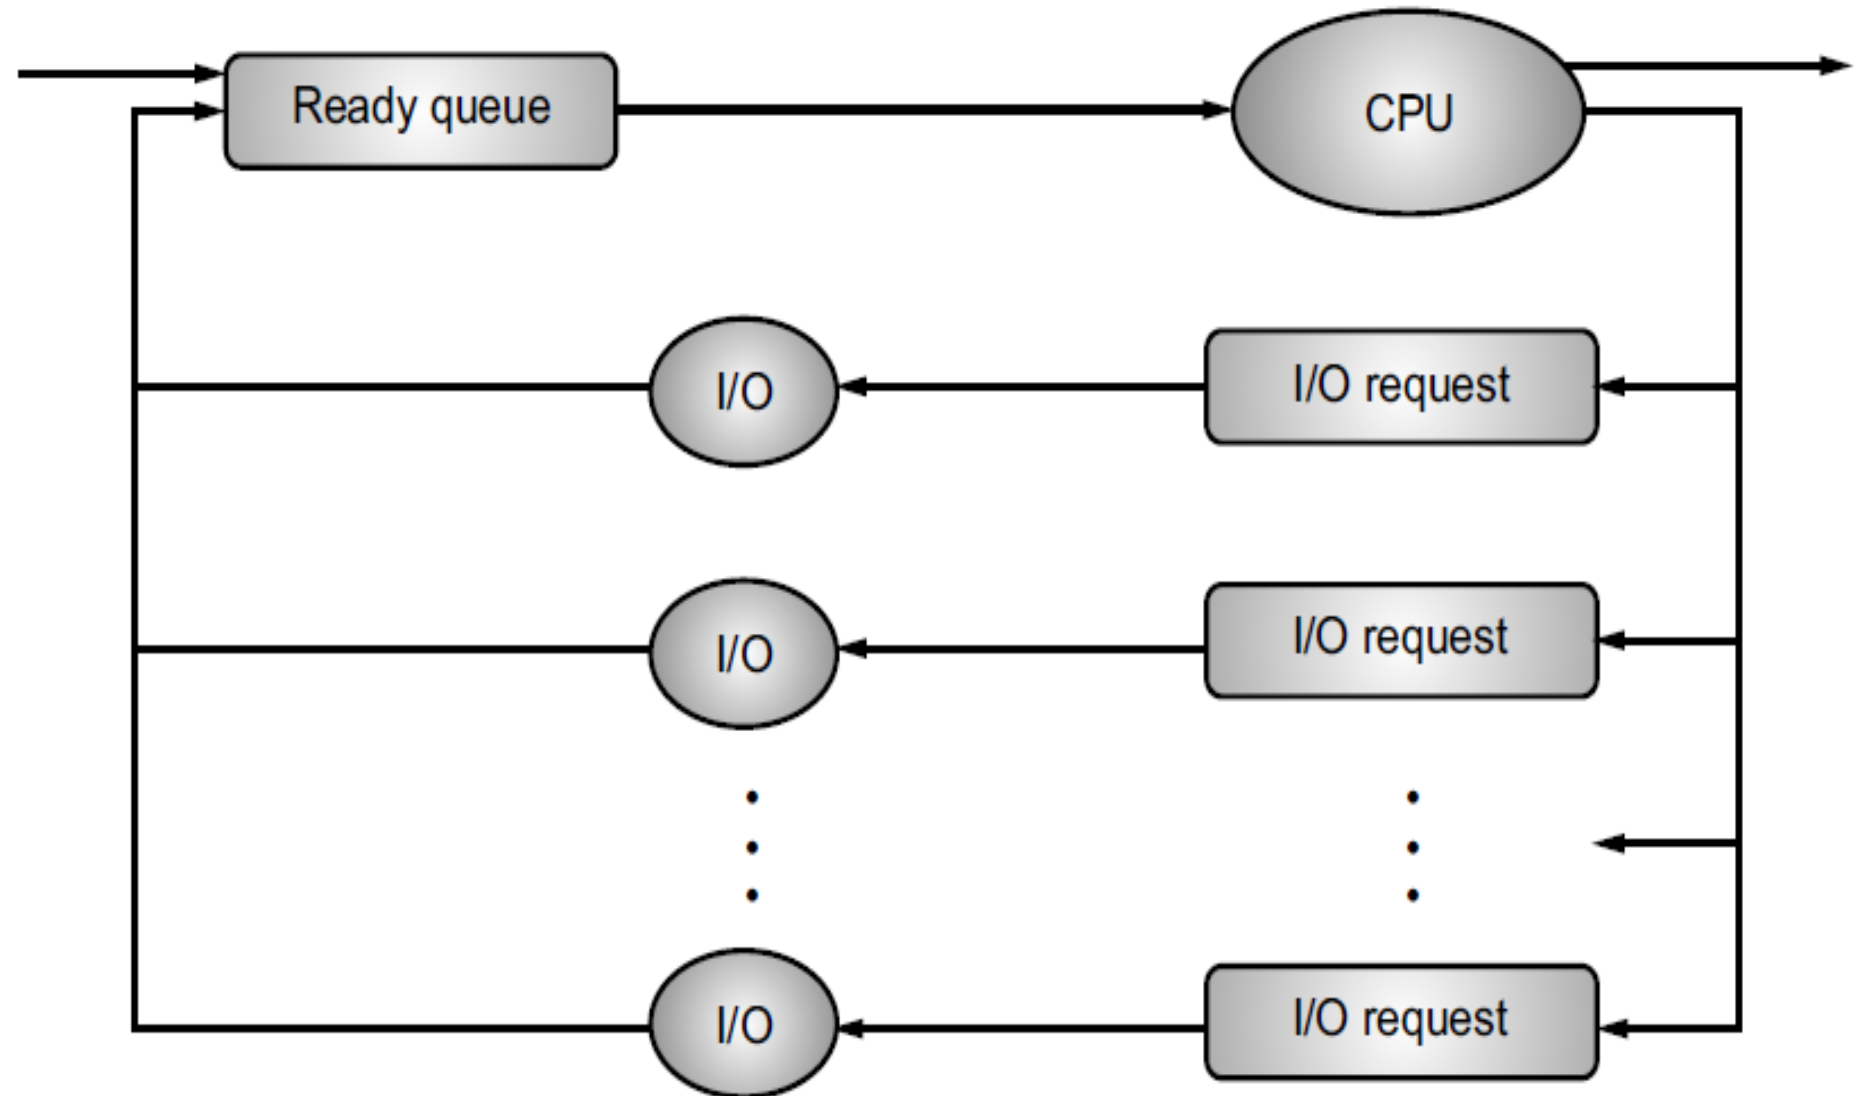 Ready queue
CPU
I/O
I/O request
I/O
I/O request
I/O
I/O request